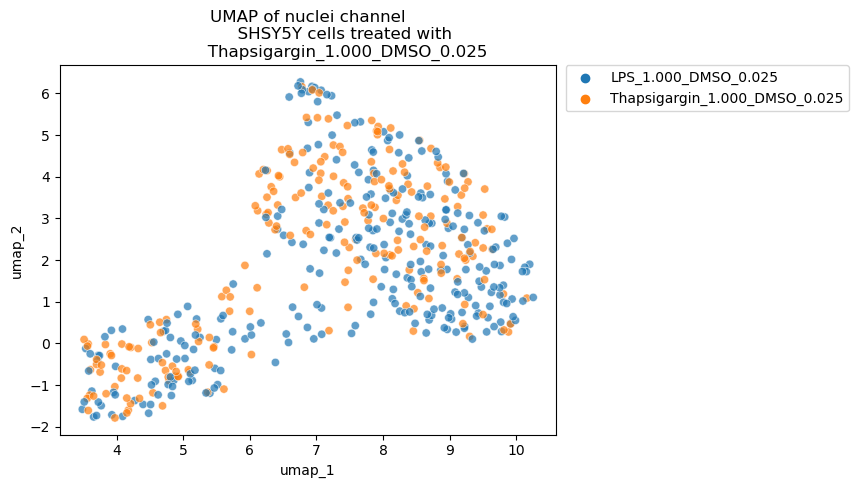 UMAP of nuclei channel
SHSY5Y cells treated with
Thapsigargin_1.000_DMSO_0.025
LPS_1.000_DMSO_0.025
Thapsigargin_1.000_DMSO_0.025
umap_2
6
5
4
3
2
1
0
−1
−2
4
5
6
7
8
9
10
umap_1